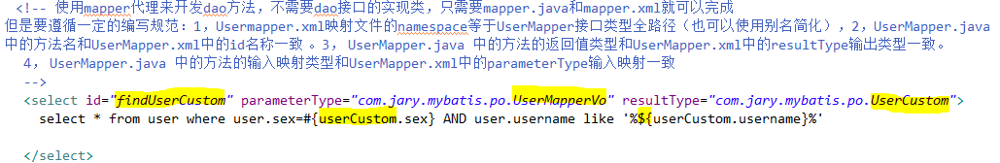 <!-- 使用mapper代理来开发dao方法，不需要dao接口的实现类，只需要mapper.java和mapper.xml就可以完成
但是要遵循一定的编写规范：1，Usermapper.xml映射文件的namespace等于UserMapper接口类型全路径（也可以使用别名简化），2，UserMapper.java
中的方法名和UserMapper.xml中的id名称一致 。3， UserMapper.java 中的方法的返回值类型和UserMapper.xml中的resultType输出类型一致。
4， UserMapper.java 中的方法的输入映射类型和UserMapper.xml中的parameterType输入映射一致
-->
<select id="findUserCustom" parameterType="com.jary.mybatis.po.UserMapperVo" resultType="com.jary.mybatis.po.UserCustom">
select * from user where user.sex=#{userCustom.sex} AND user.username like '%${userCustom.username}%'
</select>